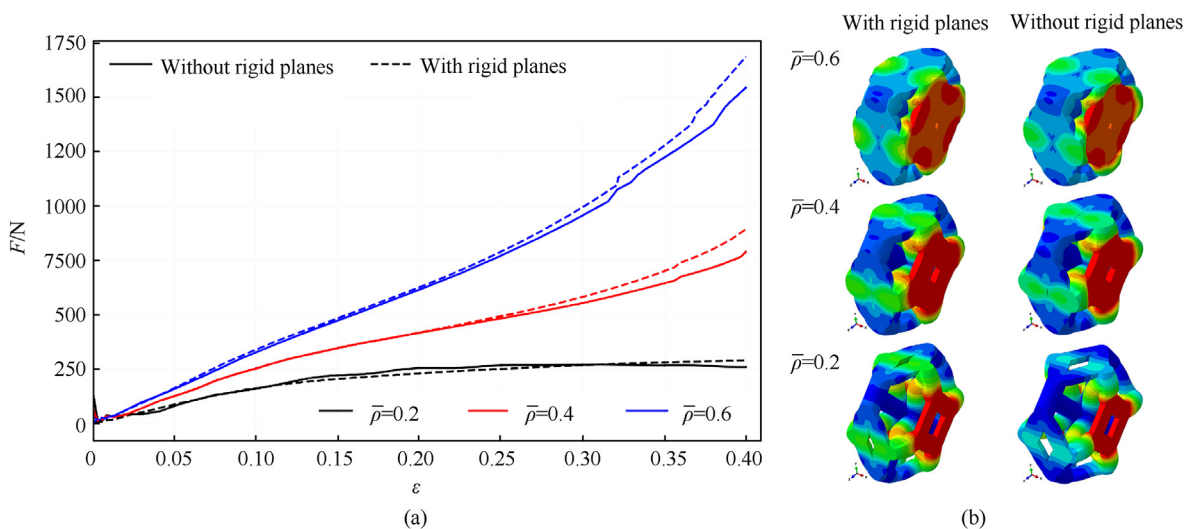 With rigid planes Without rigid planes
1750
1500
1200
1000
7500
500
250
0
F/N
Without rigid planes With rigid planes
ρ̅=0.2 ρ̅=0.4 ρ̅=0.6
0 0.05 0.10 0.15 0.20 0.25 0.30 0.35 0.40
ε
(a)
ρ̅=0.6
ρ̅=0.4
ρ̅=0.2
(b)